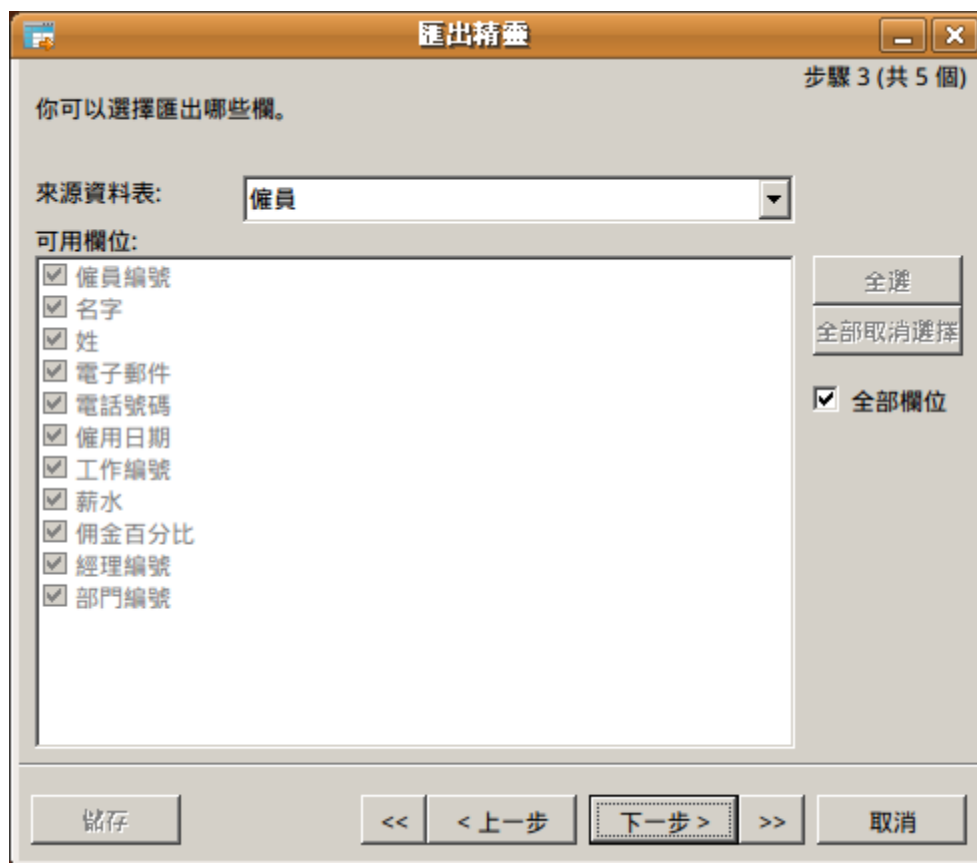 匯出精靈
步驟 3 (共 5 個)
你可以選擇匯出哪些欄。
來源資料表: 僱員
可用欄位:
僱員編號
名字
姓
電子郵件
電話號碼
僱用日期
工作編號
薪水
佣金百分比
經理編號
部門編號
全選
全部取消選擇
全部欄位
儲存 << < 上一步 下一步 > >> 取消